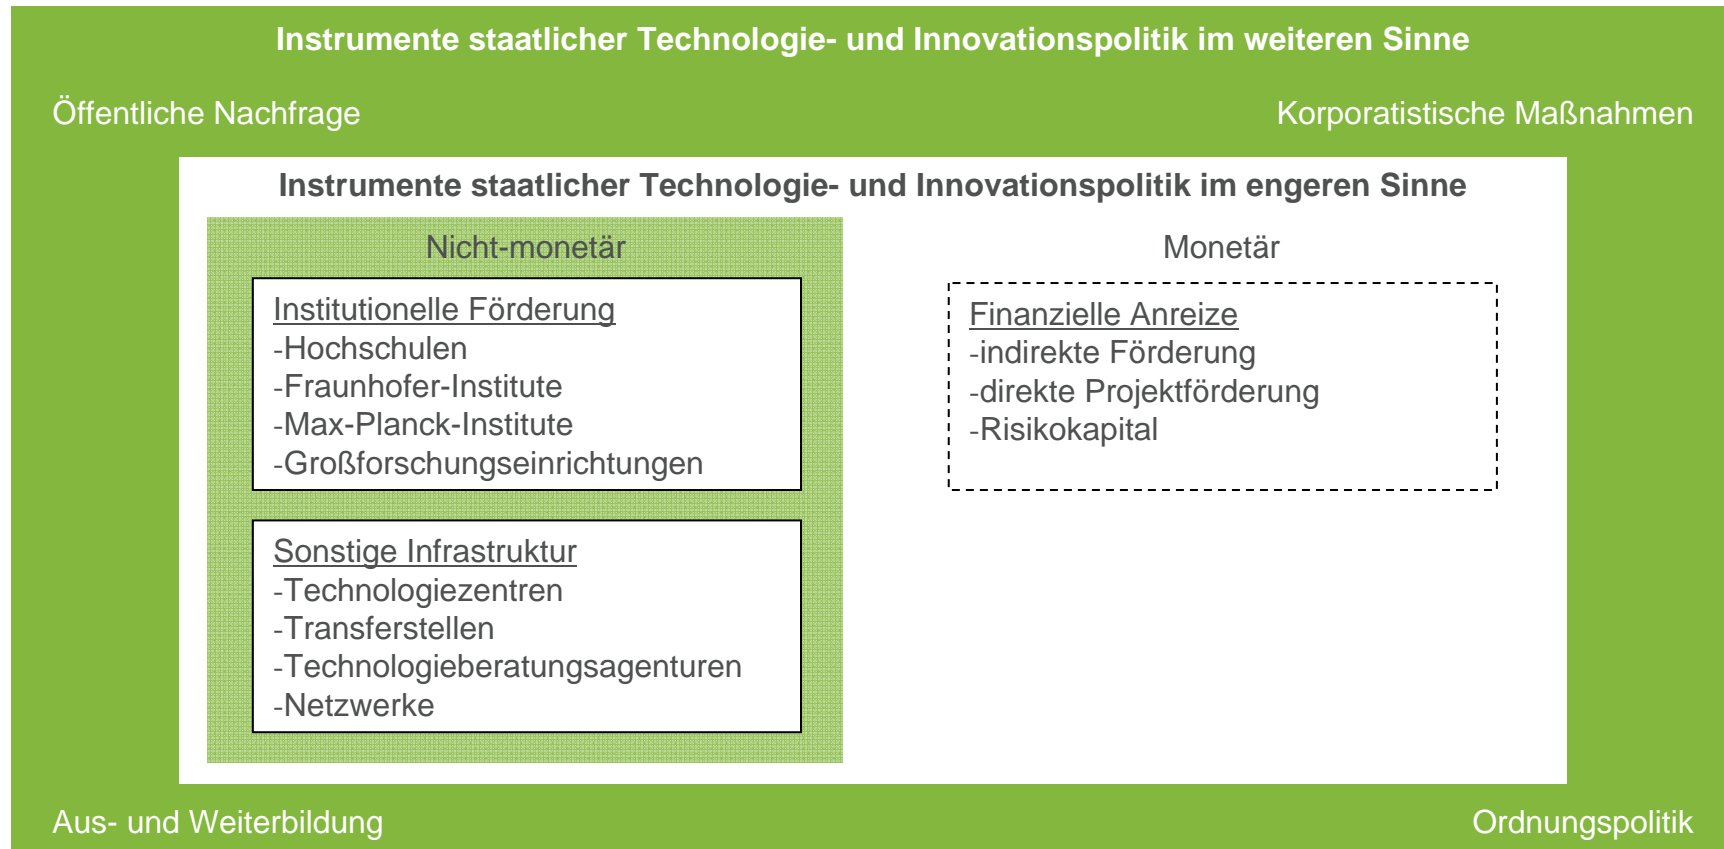 Instrumente staatlicher Technologie- und Innovationspolitik im weiteren Sinne
Öffentliche Nachfrage
Korporatistische Maßnahmen
Instrumente staatlicher Technologie- und Innovationspolitik im engeren Sinne
Nicht-monetär
Institutionelle Förderung
-Hochschulen
-Fraunhofer-Institute
-Max-Planck-Institute
-Großforschungseinrichtungen
Sonstige Infrastruktur
-Technologiezentren
-Transferstellen
-Technologieberatungsagenturen
-Netzwerke
Monetär
Finanzielle Anreize
-indirekte Förderung
-direkte Projektförderung
-Risikokapital
Aus- und Weiterbildung
Ordnungspolitik